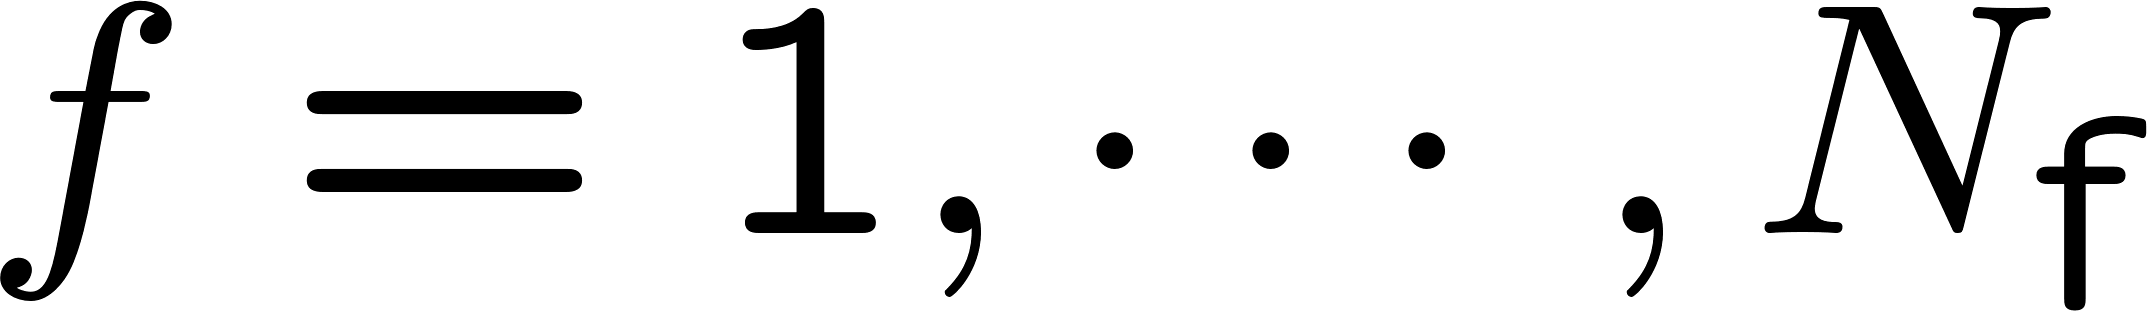 f = 1, · · · , N_f